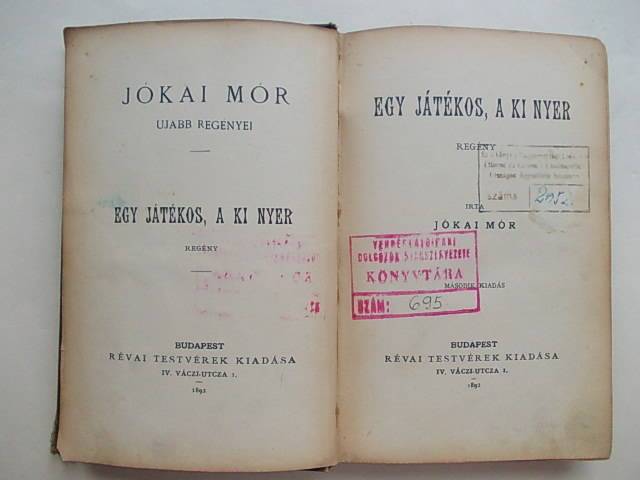 JÓKAI MÓR
UJABB REGÉNYEI
EGY JÁTÉKOS, A KI NYER
REGÉNY
BUDAPEST
RÉVAI TESTVÉREK KIADÁSA
IV. VÁCZI-UTCZA 1.
1892
EGY JÁTÉKOS, A KI NYER
REGÉNY
száma
IRTA
JÓKAI MÓR
VENDÉGLÁTÓIPARI
DOLGOZÓK SZAKSZERVEZETE
KÖNYVTÁRA
SZÁM: 695
MÁSODIK KIADÁS
BUDAPEST
RÉVAI TESTVÉREK KIADÁSA
IV. VÁCZI-UTCZA 1.
1892